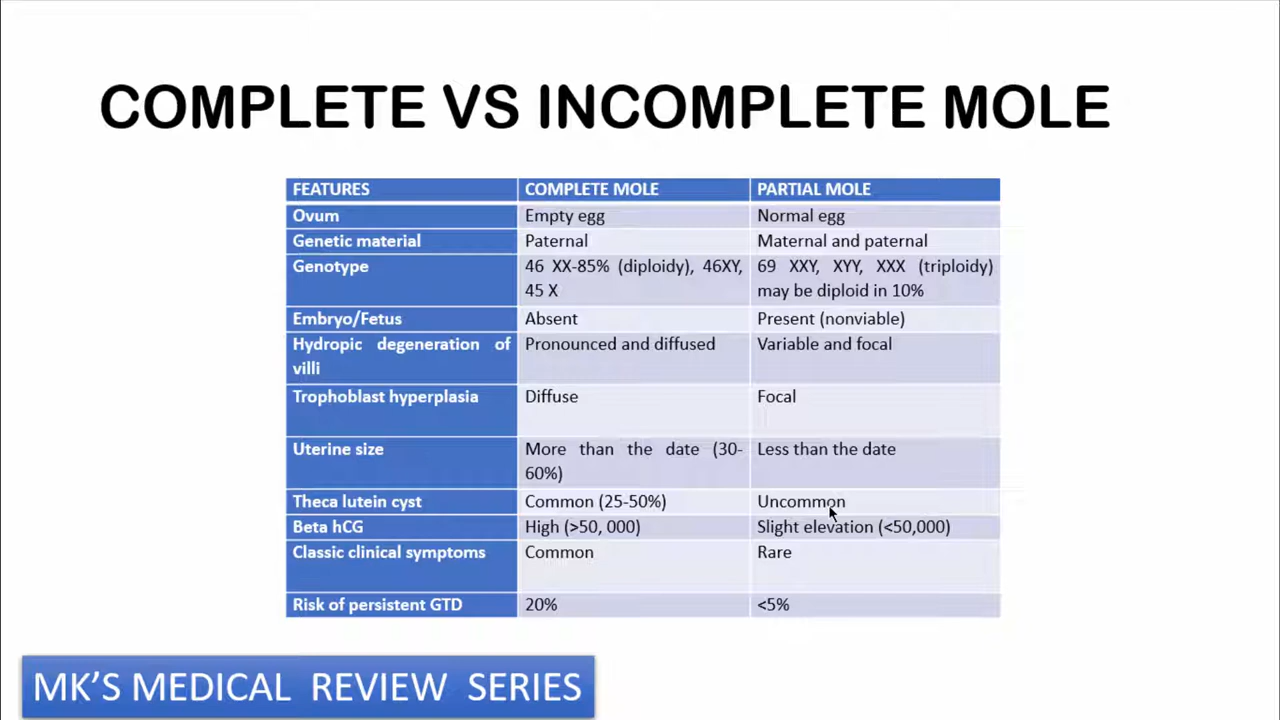 COMPLETE VS INCOMPLETE MOLE
FEATURES COMPLETE MOLE PARTIAL MOLE
Ovum Empty egg Normal egg
Genetic material Paternal Maternal and paternal
Genotype 46 XX-85% (diploidy), 46XY, 69 XXY, XYY, XXX (triploidy)
45 X may be diploid in 10%
Embryo/Fetus Absent Present (nonviable)
Hydropic degeneration of Pronounced and diffused Variable and focal
villi
Trophoblast hyperplasia Diffuse Focal
Uterine size More than the date (30- Less than the date
60%)
Theca lutein cyst Common (25-50%) Uncommon
Beta hCG High (>50, 000) Slight elevation (<50,000)
Classic clinical symptoms Common Rare
Risk of persistent GTD 20% <5%
MK'S MEDICAL REVIEW SERIES